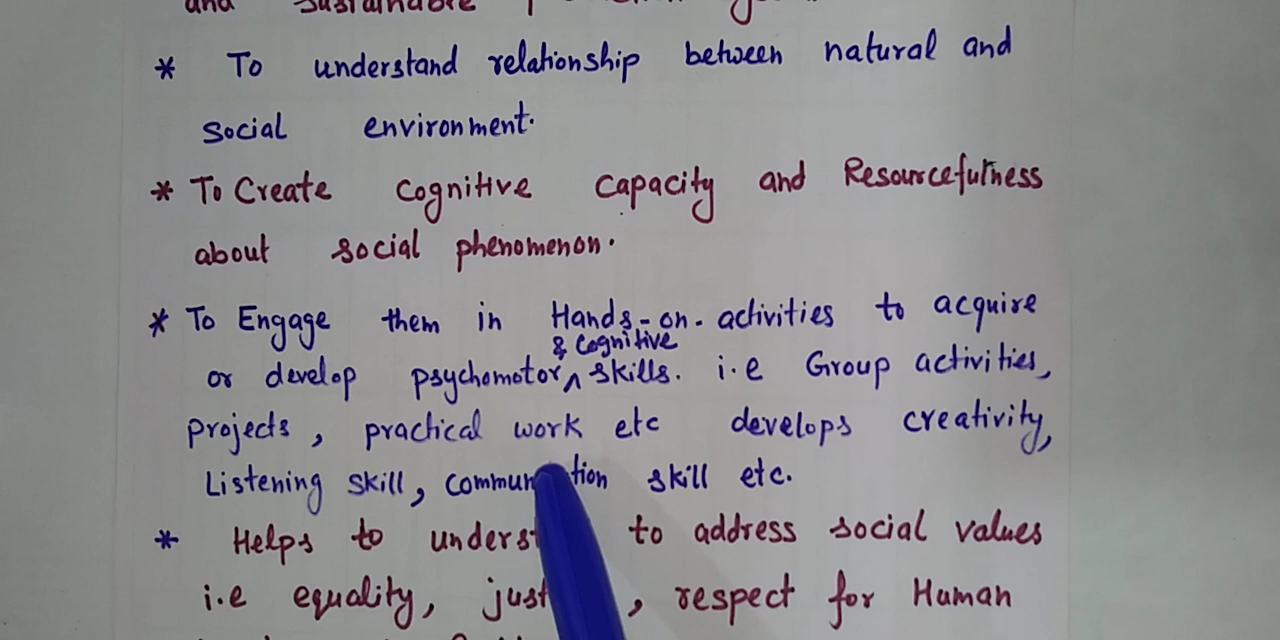 and sustainable
* To understand relationship between natural and
social environment.
* To Create cognitive capacity and Resourcefulness
about social phenomenon.
* To Engage them in Hands-on-activities to acquire
& cognitive
or develop psychomotor ^ skills. i.e Group activities,
projects, practical work etc develops creativity,
Listening skill, commun tion skill etc.
* Helps to underst to address social values
i.e equality, just , respect for Human